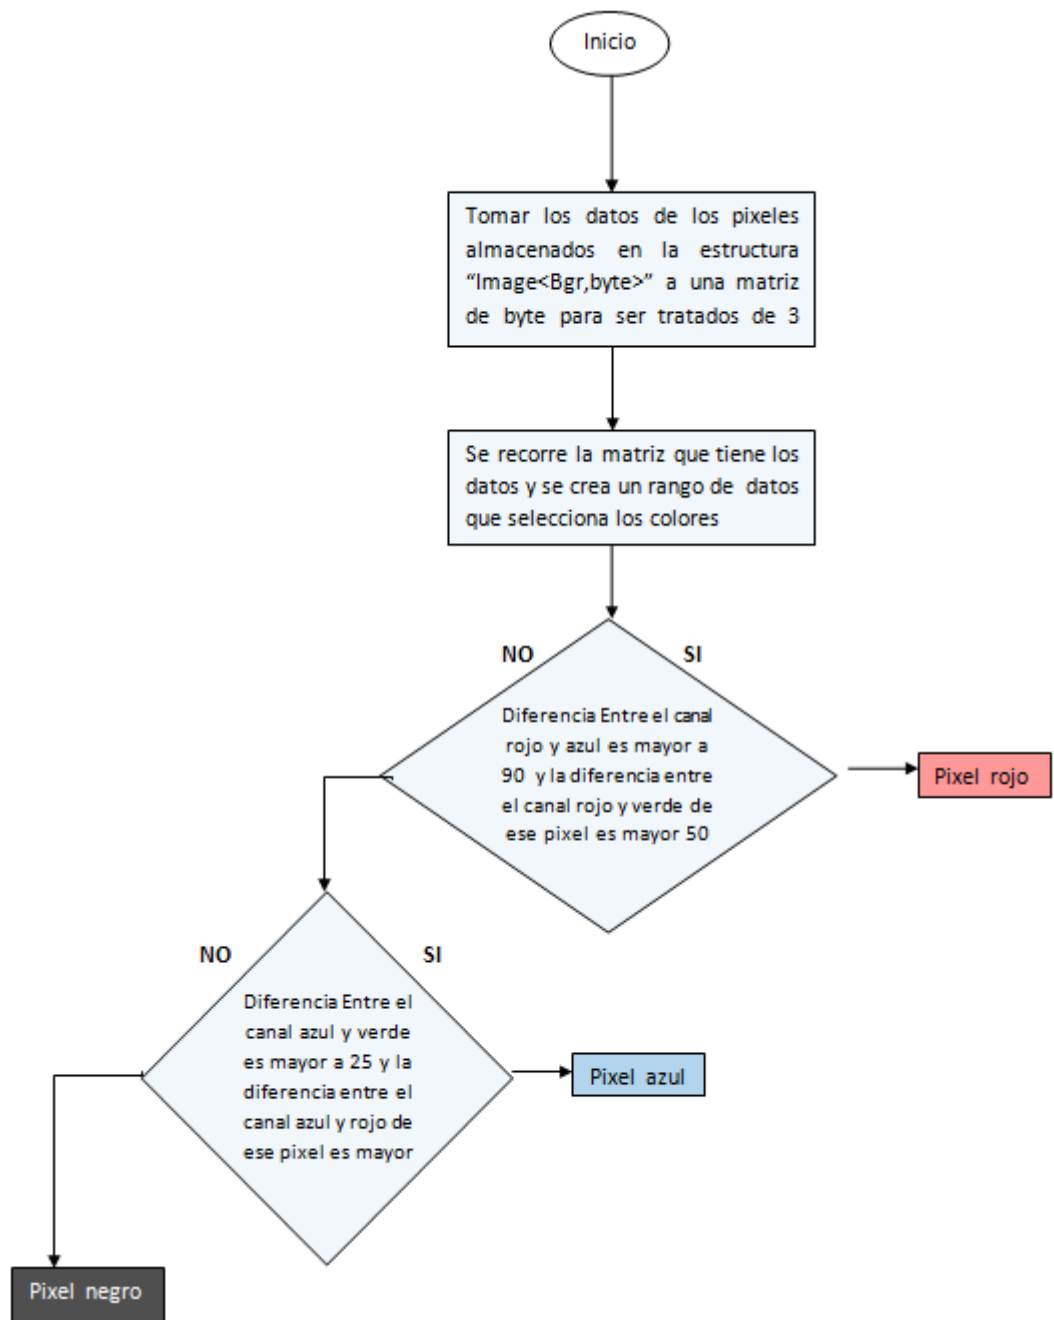 Inicio
Tomar los datos de los pixeles
almacenados en la estructura
“Image<Bgr,byte>” a una matriz
de byte para ser tratados de 3
Se recorre la matriz que tiene los
datos y se crea un rango de datos
que selecciona los colores
NO SI
Diferencia Entre el canal
rojo y azul es mayor a
90 y la diferencia entre
el canal rojo y verde de
ese pixel es mayor 50
Pixel rojo
NO SI
Diferencia Entre el
canal azul y verde
es mayor a 25 y la
diferencia entre el
canal azul y rojo de
ese pixel es mayor
Pixel azul
Pixel negro